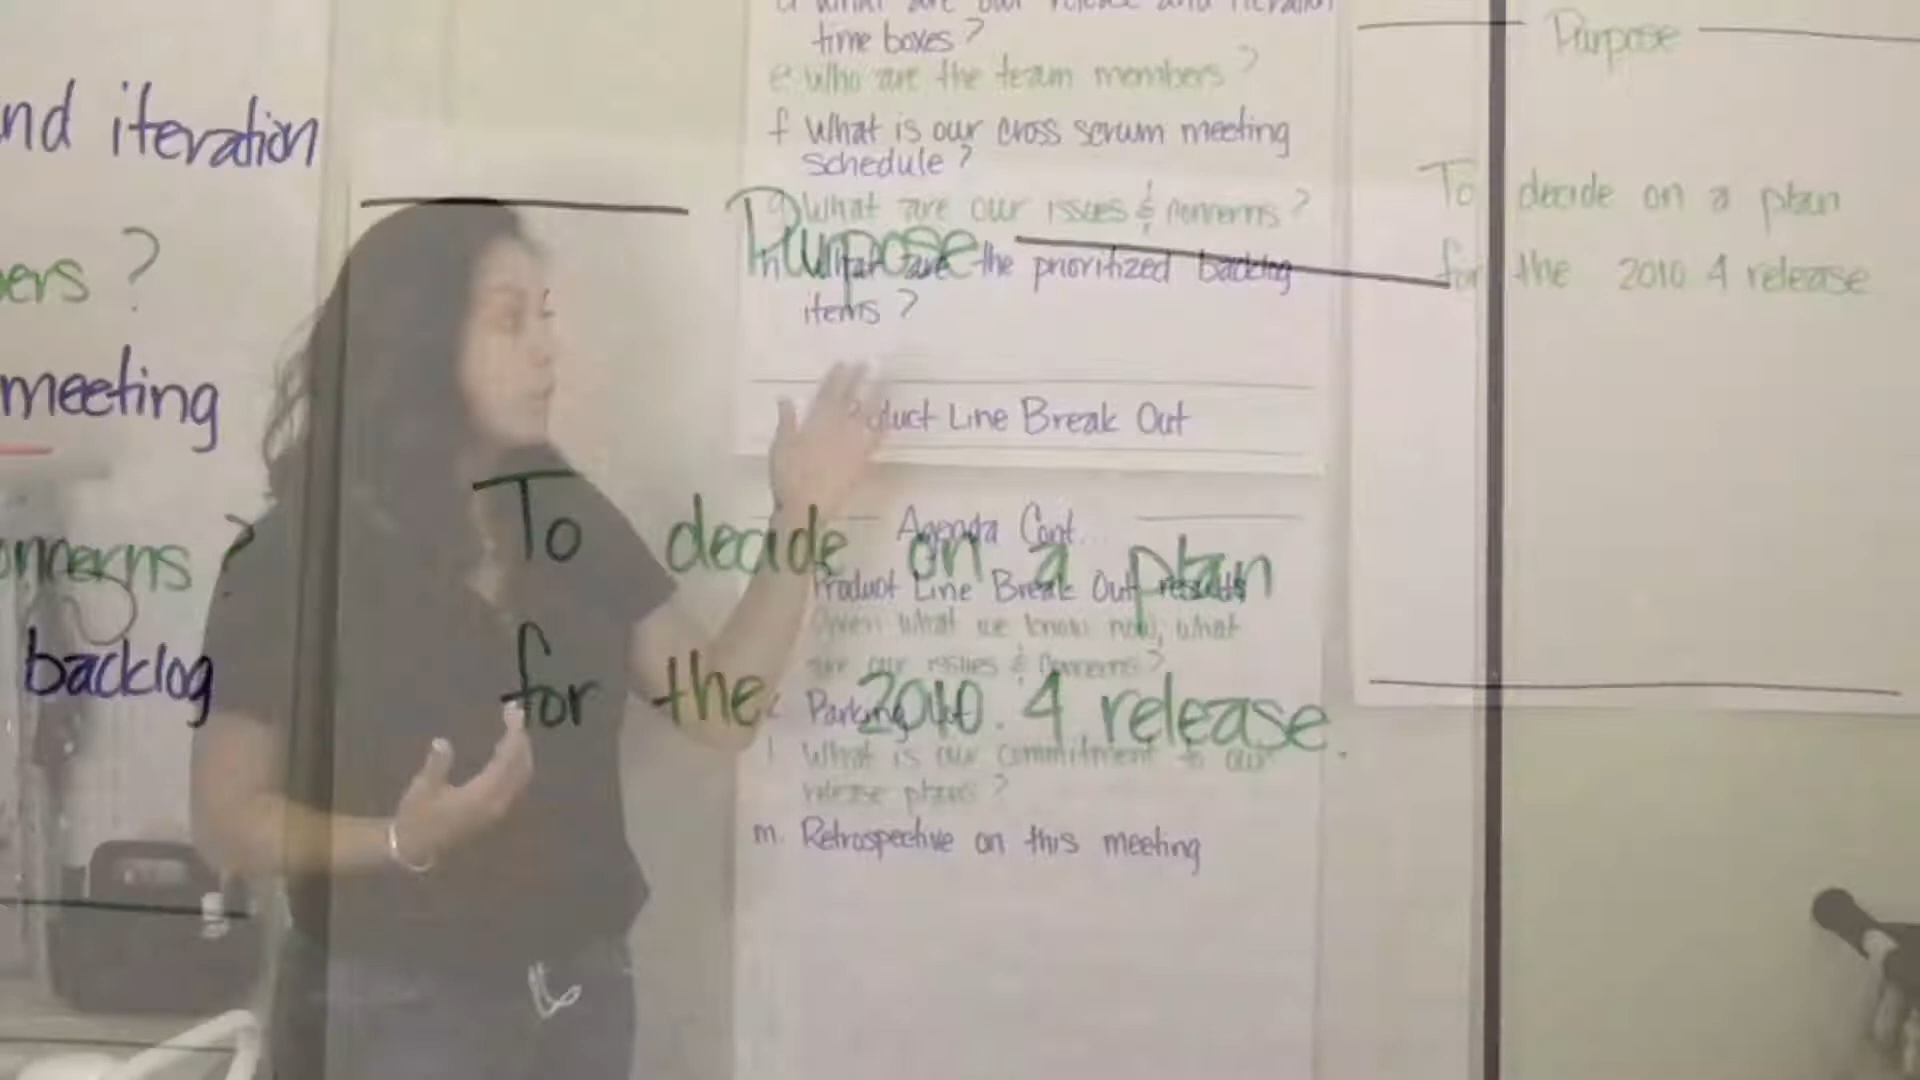 nd iteration
ers ?
meeting
oncerns ?
backlog
time boxes ?
e Who are the team members ?
f What is our cross scrum meeting
schedule ?
g What are our issues & concerns ?
h What are the prioritized backlog
items ?
Product Line Break Out
Agenda Cont...
Product Line Break Out results
Given what we know now, what
are our issues & concerns ?
Parking Lot
l What is our commitment to our
release plans ?
m. Retrospective on this meeting
Purpose
To decide on a plan
for the 2010.4 release.
Purpose
To decide on a plan
for the 2010.4 release